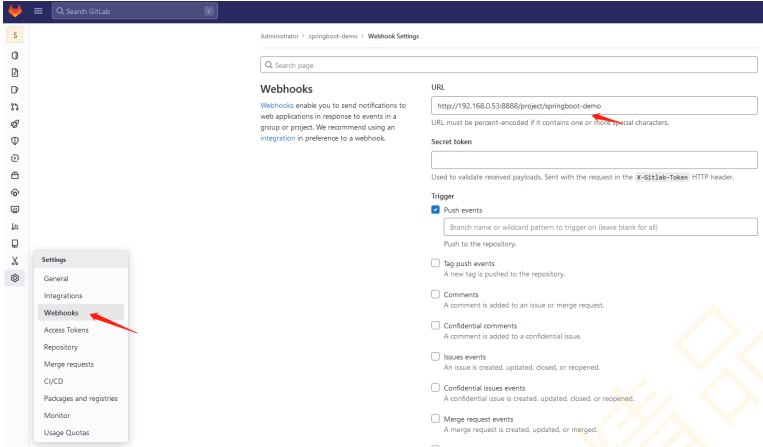 Search GitLab
/
S
Administrator › springboot-demo › Webhook Settings
Search page
Webhooks
Webhooks enable you to send notifications to
web applications in response to events in a
group or project. We recommend using an
integration in preference to a webhook.
URL
http://192.168.0.53:8888/project/springboot-demo
URL must be percent-encoded if it contains one or more special characters.
Secret token
Used to validate received payloads. Sent with the request in the X-Gitlab-Token HTTP header.
Trigger
Push events
Branch name or wildcard pattern to trigger on (leave blank for all)
Push to the repository.
Tag push events
A new tag is pushed to the repository.
Comments
A comment is added to an issue or merge request.
Confidential comments
A comment is added to a confidential issue.
Issues events
An issue is created, updated, closed, or reopened.
Confidential issues events
A confidential issue is created, updated, closed, or reopened.
Merge request events
A merge request is created, updated, or merged.
Settings
General
Integrations
Webhooks
Access Tokens
Repository
Merge requests
CI/CD
Packages and registries
Monitor
Usage Quotas